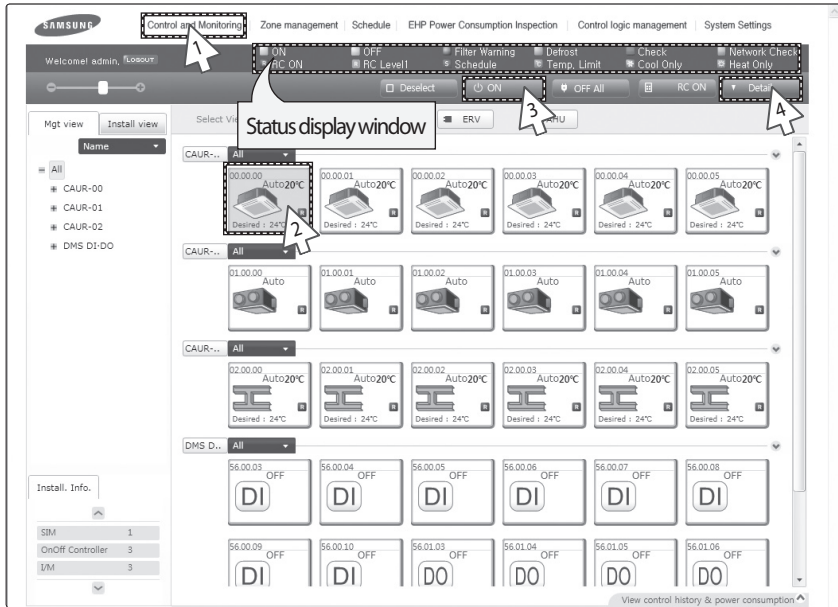 SAMSUNG Control and Monitoring Zone management Schedule EHP Power Consumption Inspection Control logic management System Settings
1
Welcome! admin, LOGOUT
ON OFF Filter Warning Defrost Check Network Check
RC ON RC Level1 Schedule Temp. Limit Cool Only Heat Only
Deselect ON OFF All RC ON Detail
3
4
Mgt view Install view
Select Vie
Status display window
ERV AHU
Name
All
CAUR-00
CAUR-01
CAUR-02
DMS DI-DO
CAUR-.. All
00.00.00 00.00.01 00.00.02 00.00.03 00.00.04 00.00.05
Auto20℃ Auto20℃ Auto20℃ Auto20℃ Auto20℃ Auto20℃
R R R R R R
Desired : 24℃ Desired : 24℃ Desired : 24℃ Desired : 24℃ Desired : 24℃ Desired : 24℃
2
CAUR-.. All
01.00.00 01.00.01 01.00.02 01.00.03 01.00.04 01.00.05
Auto Auto Auto Auto Auto Auto
R R R R R R
CAUR-.. All
02.00.00 02.00.01 02.00.02 02.00.03 02.00.04 02.00.05
Auto20℃ Auto20℃ Auto20℃ Auto20℃ Auto20℃ Auto20℃
R R R R R R
Desired : 24℃ Desired : 24℃ Desired : 24℃ Desired : 24℃ Desired : 24℃ Desired : 24℃
DMS D.. All
56.00.03 56.00.04 56.00.05 56.00.06 56.00.07 56.00.08
OFF OFF OFF OFF OFF OFF
DI DI DI DI DI DI
56.00.09 56.00.10 56.01.03 56.01.04 56.01.05 56.01.06
OFF OFF OFF OFF OFF OFF
DI DI DO DO DO DO
Install. Info.
SIM 1
OnOff Controller 3
I/M 3
View control history & power consumption